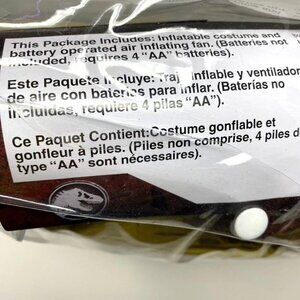 This Package Includes: Inflatable costume and
battery operated air inflating fan. (Batteries not
included, requires 4 “AA” batteries).
Este Paquete incluye: Traj inflable y ventilador
de aire con baterías para inflar. (Baterías no
incluidas, requiere 4 pilas “AA”).
Ce Paquet Contient:Costume gonflable et
gonfleur à piles. (Piles non comprise, 4 piles de
type “AA” sont nécessaires).